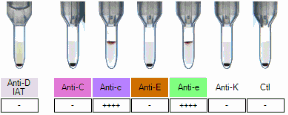 Anti-D IAT
Anti-C
Anti-c
Anti-E
Anti-e
Anti-K
Ctl
-
-
++++
-
++++
-
-